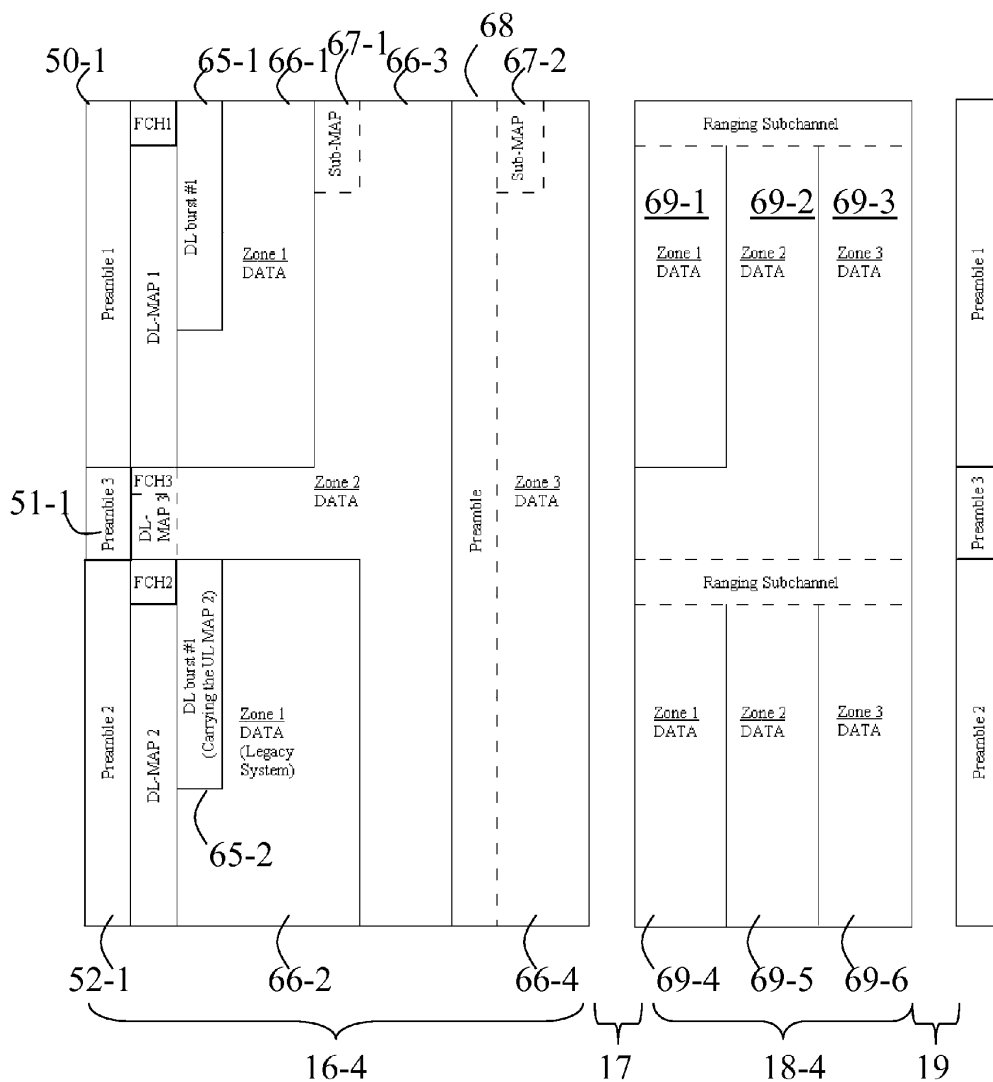 50-1
65-1
66-1
67-1
66-3
68
67-2
FCH1
Preamble 1
DL-MAP 1
DL burst #1
Zone 1
DATA
Sub-MAP
Sub-MAP
Ranging Subchannel
69-1
69-2
69-3
Zone 1
DATA
Zone 2
DATA
Zone 3
DATA
Preamble 1
51-1
Preamble 3
FCH3
DL-
MAP 3
Zone 2
DATA
Preamble
Zone 3
DATA
Preamble 3
FCH2
Preamble 2
DL-MAP 2
DL burst #1
(Carrying the UL MAP 2)
Zone 1
DATA
(Legacy
System)
Ranging Subchannel
Zone 1
DATA
Zone 2
DATA
Zone 3
DATA
Preamble 2
65-2
52-1
66-2
66-4
69-4
69-5
69-6
16-4
17
18-4
19